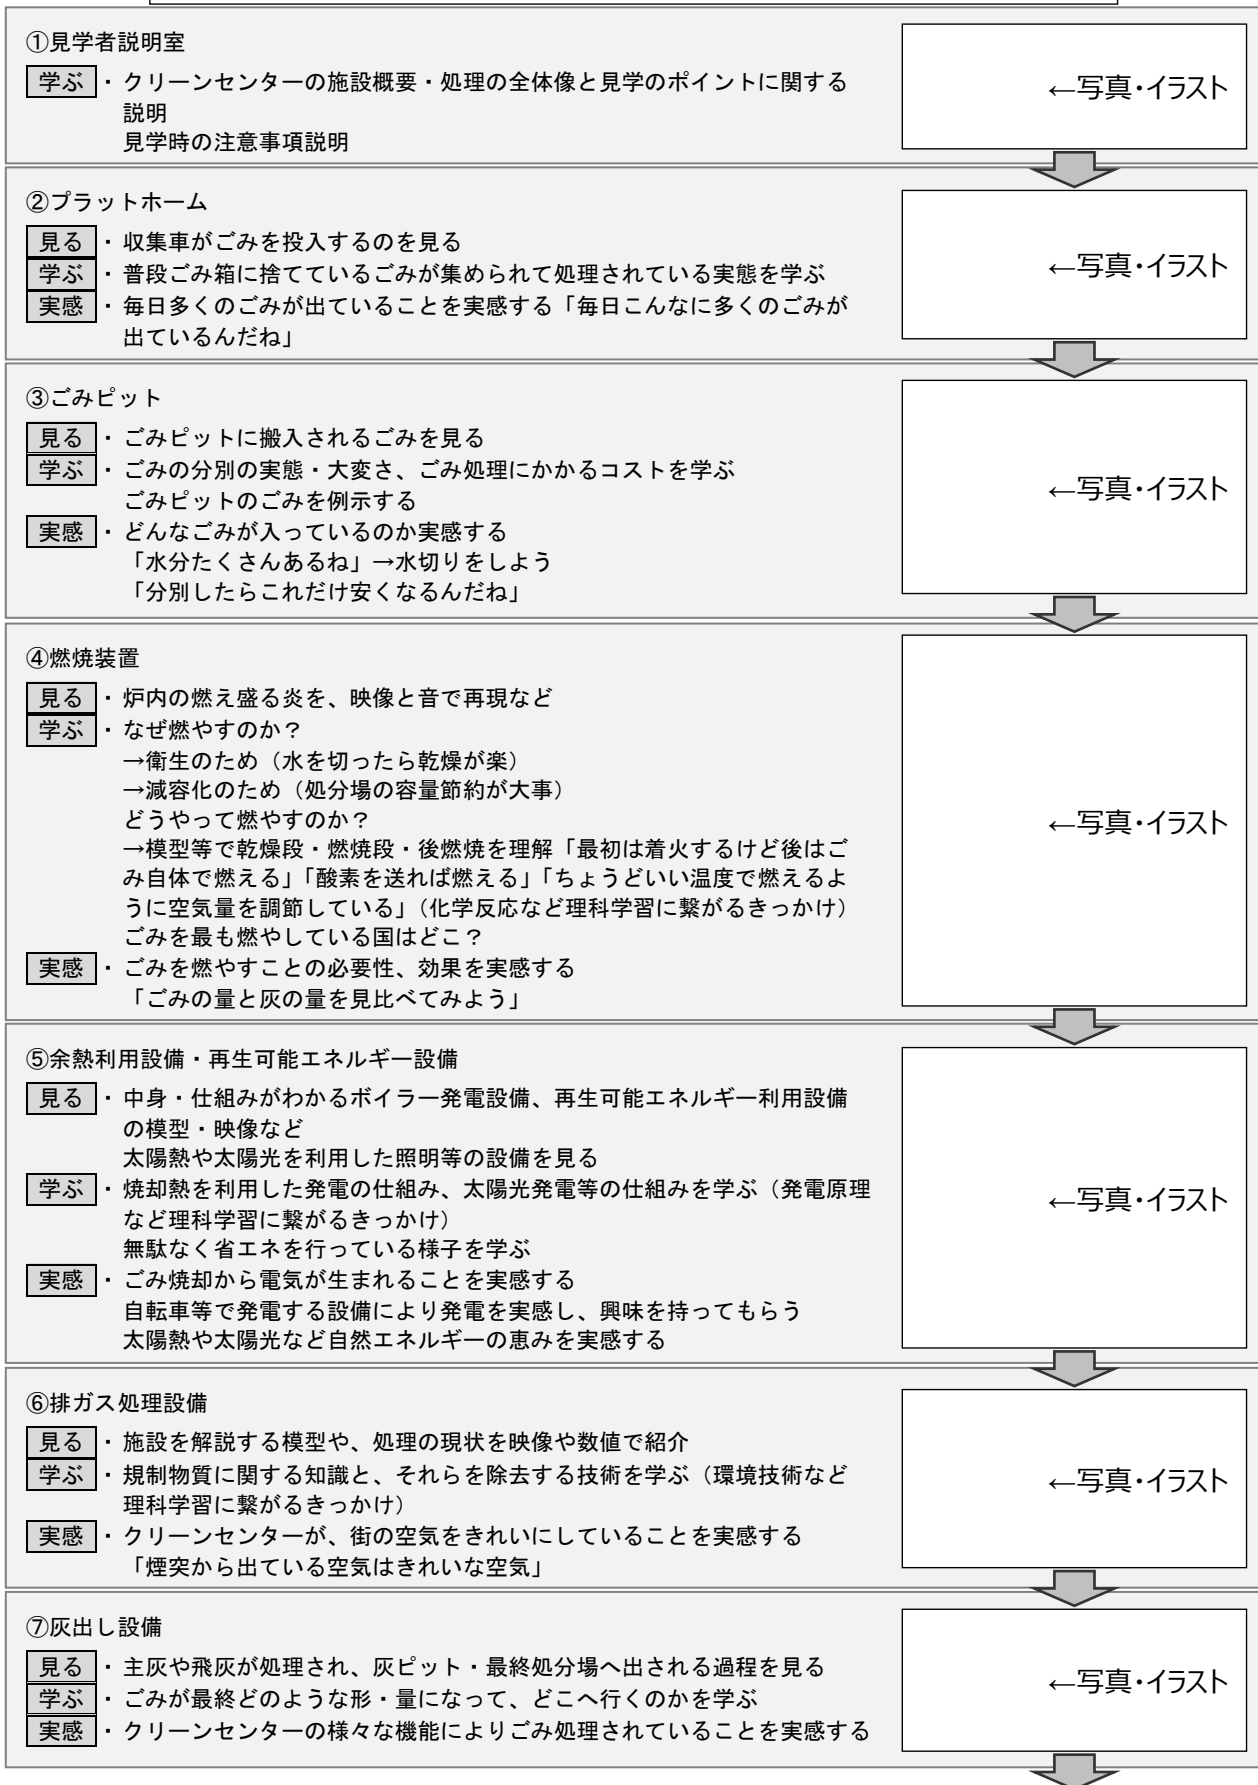 ①見学者説明室
学ぶ・クリーンセンターの施設概要・処理の全体像と見学のポイントに関する
説明
見学時の注意事項説明
←写真・イラスト
②プラットホーム
見る・収集車がごみを投入するのを見る
学ぶ・普段ごみ箱に捨てているごみが集められて処理されている実態を学ぶ
実感・毎日多くのごみが出ていることを実感する「毎日こんなに多くのごみが
出ているんだね」
←写真・イラスト
③ごみピット
見る・ごみピットに搬入されるごみを見る
学ぶ・ごみの分別の実態・大変さ、ごみ処理にかかるコストを学ぶ
ごみピットのごみを例示する
実感・どんなごみが入っているのか実感する
「水分たくさんあるね」→水切りをしよう
「分別したらこれだけ安くなるんだね」
←写真・イラスト
④燃焼装置
見る・炉内の燃え盛る炎を、映像と音で再現など
学ぶ・なぜ燃やすのか？
→衛生のため（水を切ったら乾燥が楽）
→減容化のため（処分場の容量節約が大事）
どうやって燃やすのか？
→模型等で乾燥段・燃焼段・後燃焼を理解「最初は着火するけど後はご
み自体で燃える」「酸素を送れば燃える」「ちょうどいい温度で燃えるよ
うに空気量を調節している」（化学反応など理科学習に繋がるきっかけ）
ごみを最も燃やしている国はどこ？
実感・ごみを燃やすことの必要性、効果を実感する
「ごみの量と灰の量を見比べてみよう」
←写真・イラスト
⑤余熱利用設備・再生可能エネルギー設備
見る・中身・仕組みがわかるボイラー発電設備、再生可能エネルギー利用設備
の模型・映像など
太陽熱や太陽光を利用した照明等の設備を見る
学ぶ・焼却熱を利用した発電の仕組み、太陽光発電等の仕組みを学ぶ（発電原理
など理科学習に繋がるきっかけ）
無駄なく省エネを行っている様子を学ぶ
実感・ごみ焼却から電気が生まれることを実感する
自転車等で発電する設備により発電を実感し、興味を持ってもらう
太陽熱や太陽光など自然エネルギーの恵みを実感する
←写真・イラスト
⑥排ガス処理設備
見る・施設を解説する模型や、処理の現状を映像や数値で紹介
学ぶ・規制物質に関する知識と、それらを除去する技術を学ぶ（環境技術など
理科学習に繋がるきっかけ）
実感・クリーンセンターが、街の空気をきれいにしていることを実感する
「煙突から出ている空気はきれいな空気」
←写真・イラスト
⑦灰出し設備
見る・主灰や飛灰が処理され、灰ピット・最終処分場へ出される過程を見る
学ぶ・ごみが最終どのような形・量になって、どこへ行くのかを学ぶ
実感・クリーンセンターの様々な機能によりごみ処理されていることを実感する
←写真・イラスト